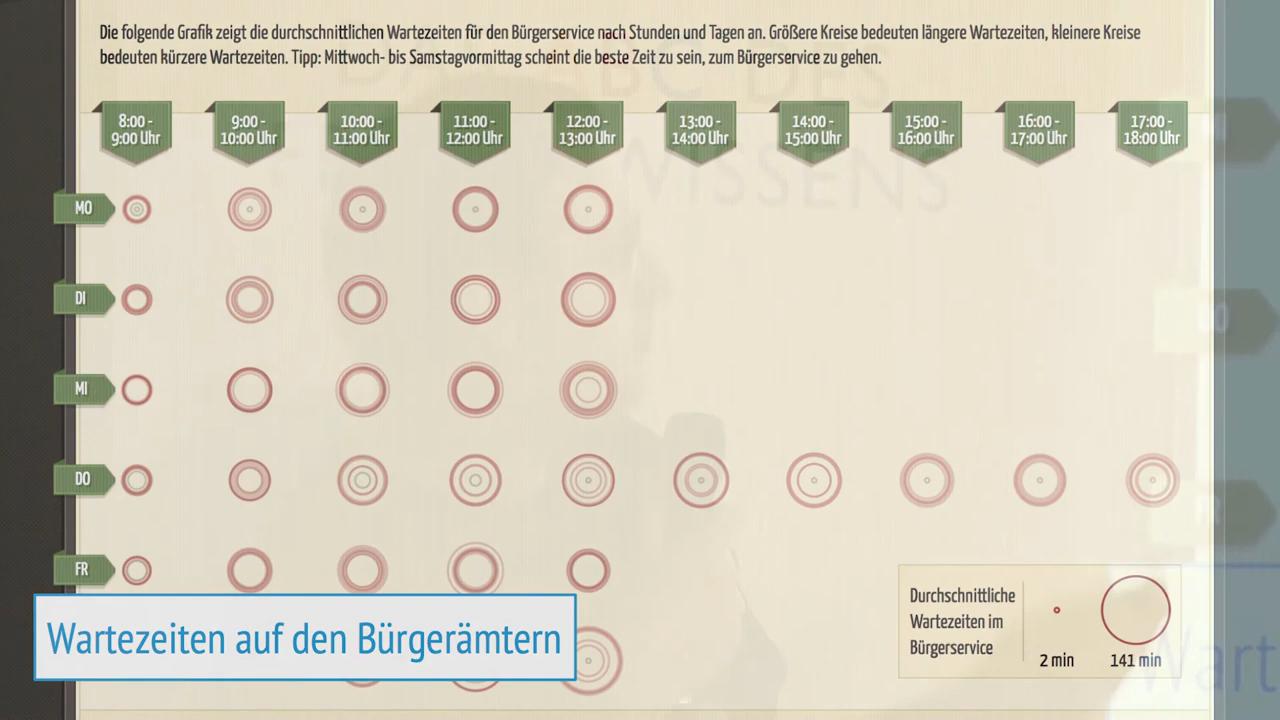 Die folgende Grafik zeigt die durchschnittlichen Wartezeiten für den Bürgerservice nach Stunden und Tagen an. Größere Kreise bedeuten längere Wartezeiten, kleinere Kreise
bedeuten kürzere Wartezeiten. Tipp: Mittwoch- bis Samstagvormittag scheint die beste Zeit zu sein, zum Bürgerservice zu gehen.
DES
WISSENS
8:00 -
9:00 Uhr
9:00 -
10:00 Uhr
10:00 -
11:00 Uhr
11:00 -
12:00 Uhr
12:00 -
13:00 Uhr
13:00 -
14:00 Uhr
14:00 -
15:00 Uhr
15:00 -
16:00 Uhr
16:00 -
17:00 Uhr
17:00 -
18:00 Uhr
MO
DI
MI
DO
FR
Wartezeiten auf den Bürgerämtern
Durchschnittliche
Wartezeiten im
Bürgerservice
2 min
141 min